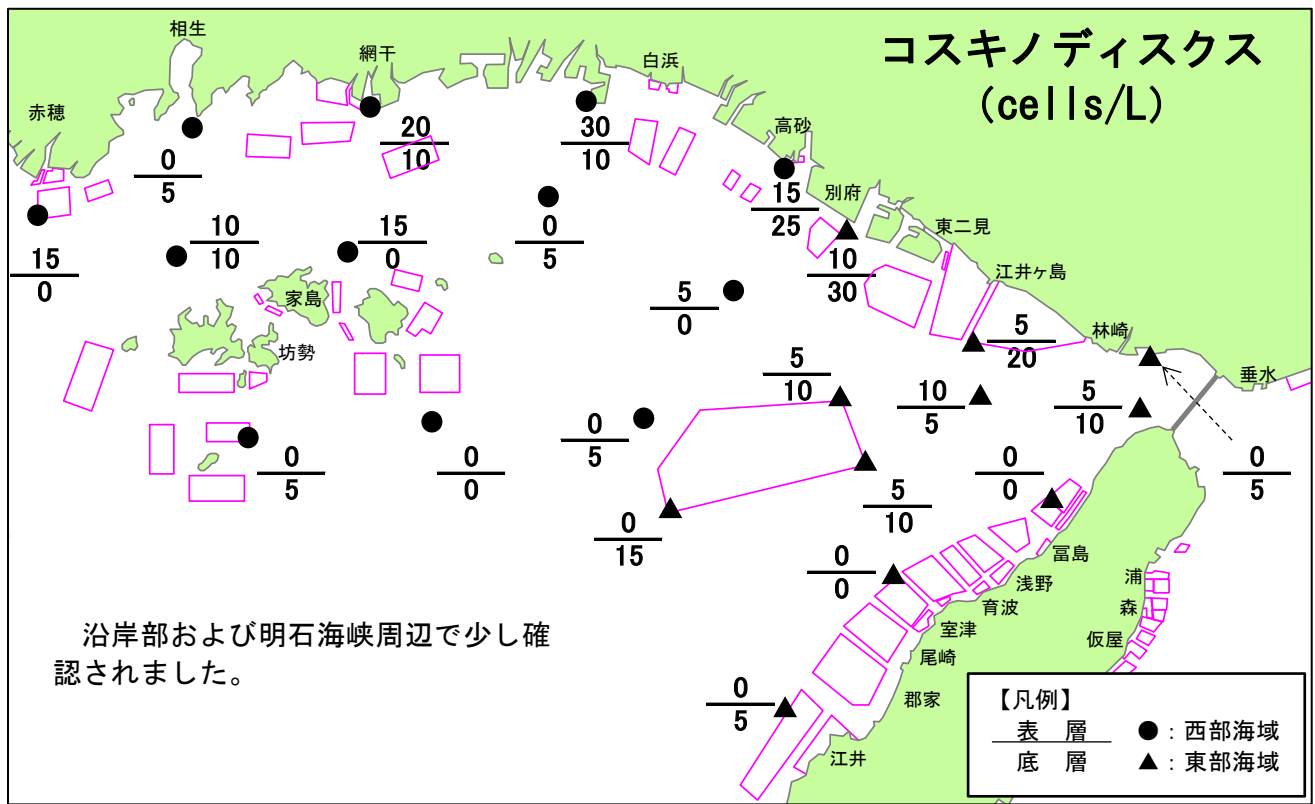 コスキノディスクス
(cells/L)
相生
網干
白浜
赤穂
高砂
別府
東二見
江井ヶ島
林崎
垂水
家島
坊勢
0
5
20
10
30
10
15
25
15
0
10
10
15
0
0
5
10
30
5
0
5
20
5
10
10
5
5
10
0
5
0
5
0
0
0
5
0
0
5
10
0
15
0
0
0
5
冨島
浅野
育波
室津
尾崎
郡家
江井
浦
森
仮屋
沿岸部および明石海峡周辺で少し確
認されました。
【凡例】
表 層 ●：西部海域
底 層 ▲：東部海域